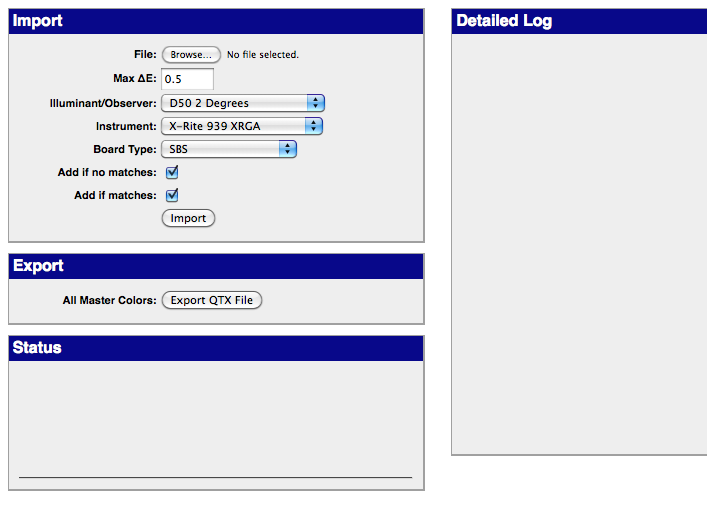 Import
File: Browse... No file selected.
Max ΔE: 0.5
Illuminant/Observer: D50 2 Degrees
Instrument: X-Rite 939 XRGA
Board Type: SBS
Add if no matches:
Add if matches:
Import
Export
All Master Colors: Export QTX File
Status
Detailed Log